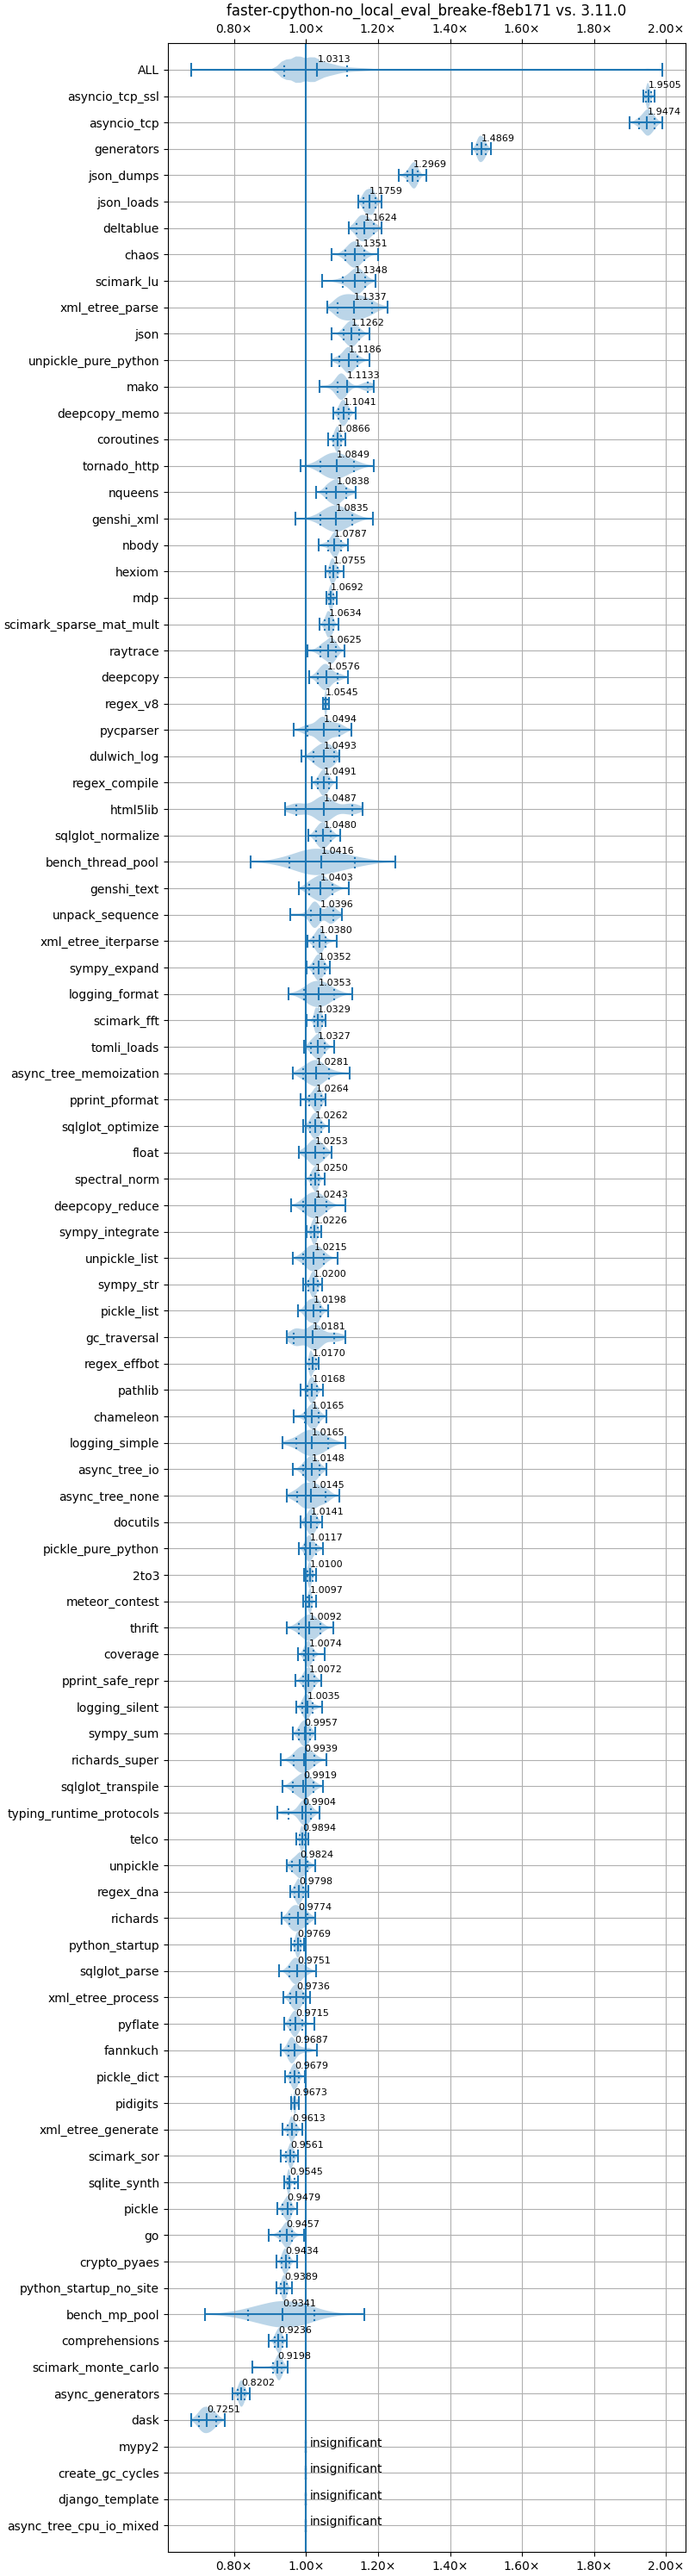 faster-cpython-no_local_eval_breake-f8eb171 vs. 3.11.0
0.80× 1.00× 1.20× 1.40× 1.60× 1.80× 2.00×
ALL 1.0313
asyncio_tcp_ssl 1.9505
asyncio_tcp 1.9474
generators 1.4869
json_dumps 1.2969
json_loads 1.1759
deltablue 1.1624
chaos 1.1351
scimark_lu 1.1348
xml_etree_parse 1.1337
json 1.1262
unpickle_pure_python 1.1186
mako 1.1133
deepcopy_memo 1.1041
coroutines 1.0866
tornado_http 1.0849
nqueens 1.0838
genshi_xml 1.0835
nbody 1.0787
hexiom 1.0755
mdp 1.0692
scimark_sparse_mat_mult 1.0634
raytrace 1.0625
deepcopy 1.0576
regex_v8 1.0545
pycparser 1.0494
dulwich_log 1.0493
regex_compile 1.0491
html5lib 1.0487
sqlglot_normalize 1.0480
bench_thread_pool 1.0416
genshi_text 1.0403
unpack_sequence 1.0396
xml_etree_iterparse 1.0380
sympy_expand 1.0352
logging_format 1.0353
scimark_fft 1.0329
tomli_loads 1.0327
async_tree_memoization 1.0281
pprint_pformat 1.0264
sqlglot_optimize 1.0262
float 1.0253
spectral_norm 1.0250
deepcopy_reduce 1.0243
sympy_integrate 1.0226
unpickle_list 1.0215
sympy_str 1.0200
pickle_list 1.0198
gc_traversal 1.0181
regex_effbot 1.0170
pathlib 1.0168
chameleon 1.0165
logging_simple 1.0165
async_tree_io 1.0148
async_tree_none 1.0145
docutils 1.0141
pickle_pure_python 1.0117
2to3 1.0100
meteor_contest 1.0097
thrift 1.0092
coverage 1.0074
pprint_safe_repr 1.0072
logging_silent 1.0035
sympy_sum 0.9957
richards_super 0.9939
sqlglot_transpile 0.9919
typing_runtime_protocols 0.9904
telco 0.9894
unpickle 0.9824
regex_dna 0.9798
richards 0.9774
python_startup 0.9769
sqlglot_parse 0.9751
xml_etree_process 0.9736
pyflate 0.9715
fannkuch 0.9687
pickle_dict 0.9679
pidigits 0.9673
xml_etree_generate 0.9613
scimark_sor 0.9561
sqlite_synth 0.9545
pickle 0.9479
go 0.9457
crypto_pyaes 0.9434
python_startup_no_site 0.9389
bench_mp_pool 0.9341
comprehensions 0.9236
scimark_monte_carlo 0.9198
async_generators 0.8202
dask 0.7251
mypy2 insignificant
create_gc_cycles insignificant
django_template insignificant
async_tree_cpu_io_mixed insignificant
0.80× 1.00× 1.20× 1.40× 1.60× 1.80× 2.00×